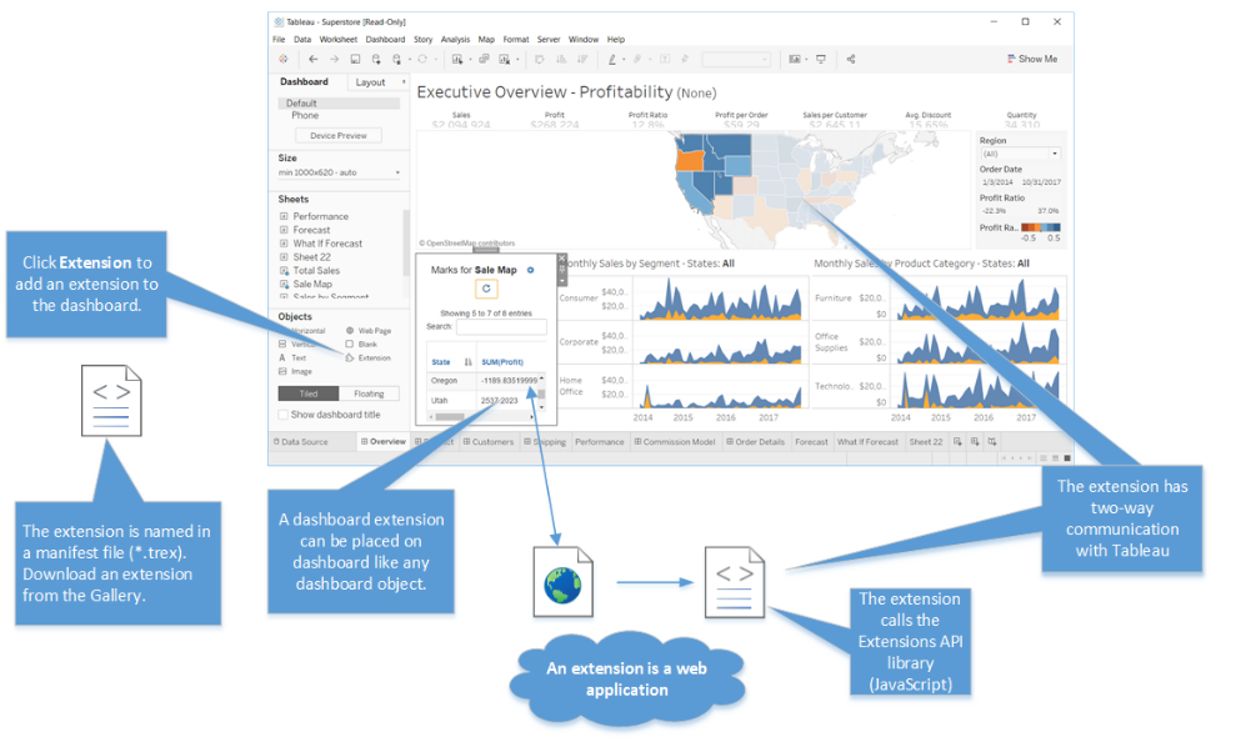 Tableau - Superstore [Read-Only]
File Data Worksheet Dashboard Story Analysis Map Format Server Window Help
Show Me
Dashboard Layout
Default
Phone
Device Preview
Size
min 1000x620 - auto
Sheets
Performance
Forecast
What If Forecast
Sheet 22
Total Sales
Sale Map
Sales by Segment
Objects
Horizontal Web Page
Vertical Blank
A Text Extension
Image
Tiled Floating
Show dashboard title
Executive Overview - Profitability (None)
Sales Profit Profit Ratio Profit per Order Sales per Customer Avg. Discount Quantity
$2,094,924 $268,224 12.8% $59.29 $2,645.11 15.65% 34,310
Region
(All)
Order Date
1/3/2014 10/31/2017
Profit Ratio
-22.3% 37.0%
Profit Ra..
-0.5 0.5
© OpenStreetMap contributors
Marks for Sale Map
Showing 5 to 7 of 6 entries
Search:
State SUM(Profit)
Oregon -1189.83519999
Utah 2537.2023
onthly Sales by Segment - States: All
Consumer $40,0..
$20,0..
Corporate $40,0..
$20,0..
Home Office $40,0..
$20,0..
2014 2015 2016 2017
Monthly Sales by Product Category - States: All
Furniture $20,0..
$0
Office Supplies $20,0..
$0
Technolo.. $20,0..
$0
2014 2015 2016 2017
Data Source Overview Customers Shipping Performance Commission Model Order Details Forecast What If Forecast Sheet 22
Click Extension to
add an extension to
the dashboard.
< >
The extension is named in
a manifest file (*.trex).
Download an extension
from the Gallery.
A dashboard extension
can be placed on
dashboard like any
dashboard object.
< >
The extension has
two-way
communication
with Tableau
The extension
calls the
Extensions API
library
(JavaScript)
An extension is a web
application